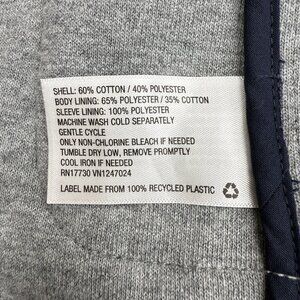 SHELL: 60% COTTON / 40% POLYESTER
BODY LINING: 65% POLYESTER / 35% COTTON
SLEEVE LINING: 100% POLYESTER
MACHINE WASH COLD SEPARATELY
GENTLE CYCLE
ONLY NON-CHLORINE BLEACH IF NEEDED
TUMBLE DRY LOW, REMOVE PROMPTLY
COOL IRON IF NEEDED
RN17730 VN1247024
LABEL MADE FROM 100% RECYCLED PLASTIC